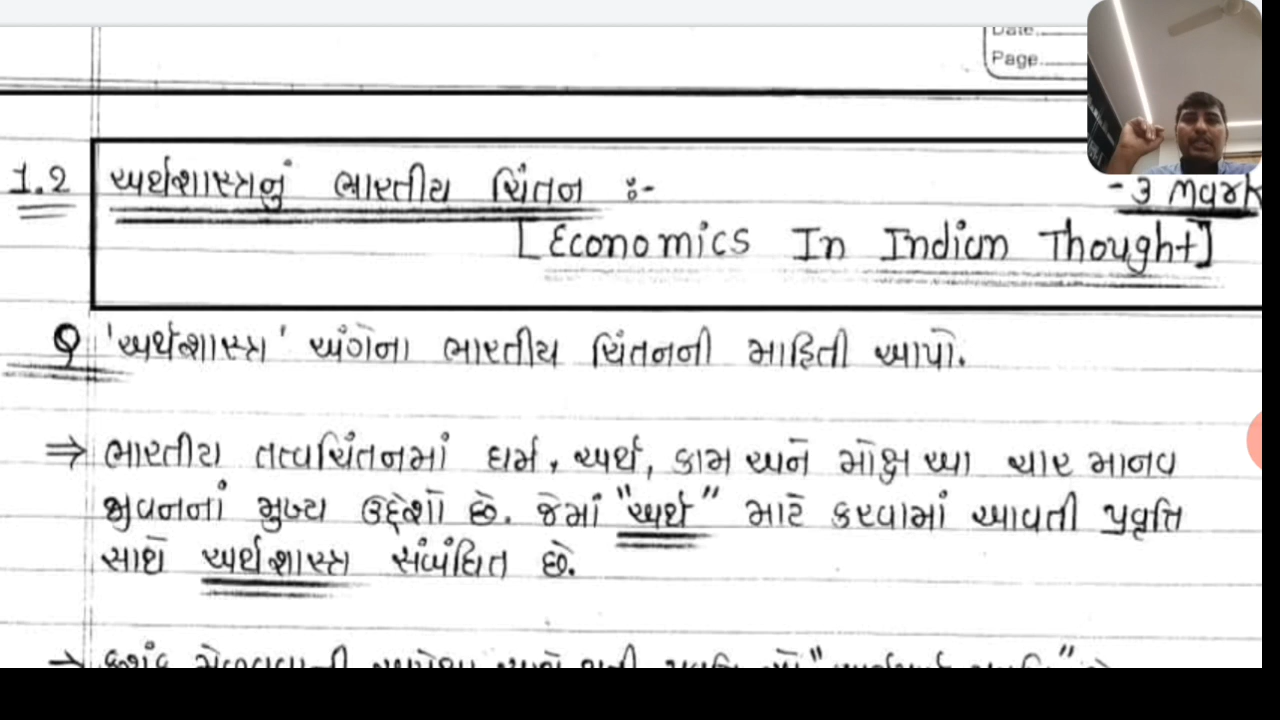 Date
Page
1.2 અર્થશાસ્ત્રનું ભારતીય ચિંતન :-
- 3 Mark
[Economics In Indian Thought]
Q 'અર્થશાસ્ત્ર' અંગેના ભારતીય ચિંતનની માહિતી આપો.
⇒ ભારતીય તત્વચિંતનમાં ધર્મ, અર્થ, કામ અને મોક્ષ આ ચાર માનવ
જીવનનાં મુખ્ય ઉદ્દેશો છે. જેમાં "અર્થ" માટે કરવામાં આવતી પ્રવૃત્તિ
સાથે અર્થશાસ્ત્ર સંબંધિત છે.